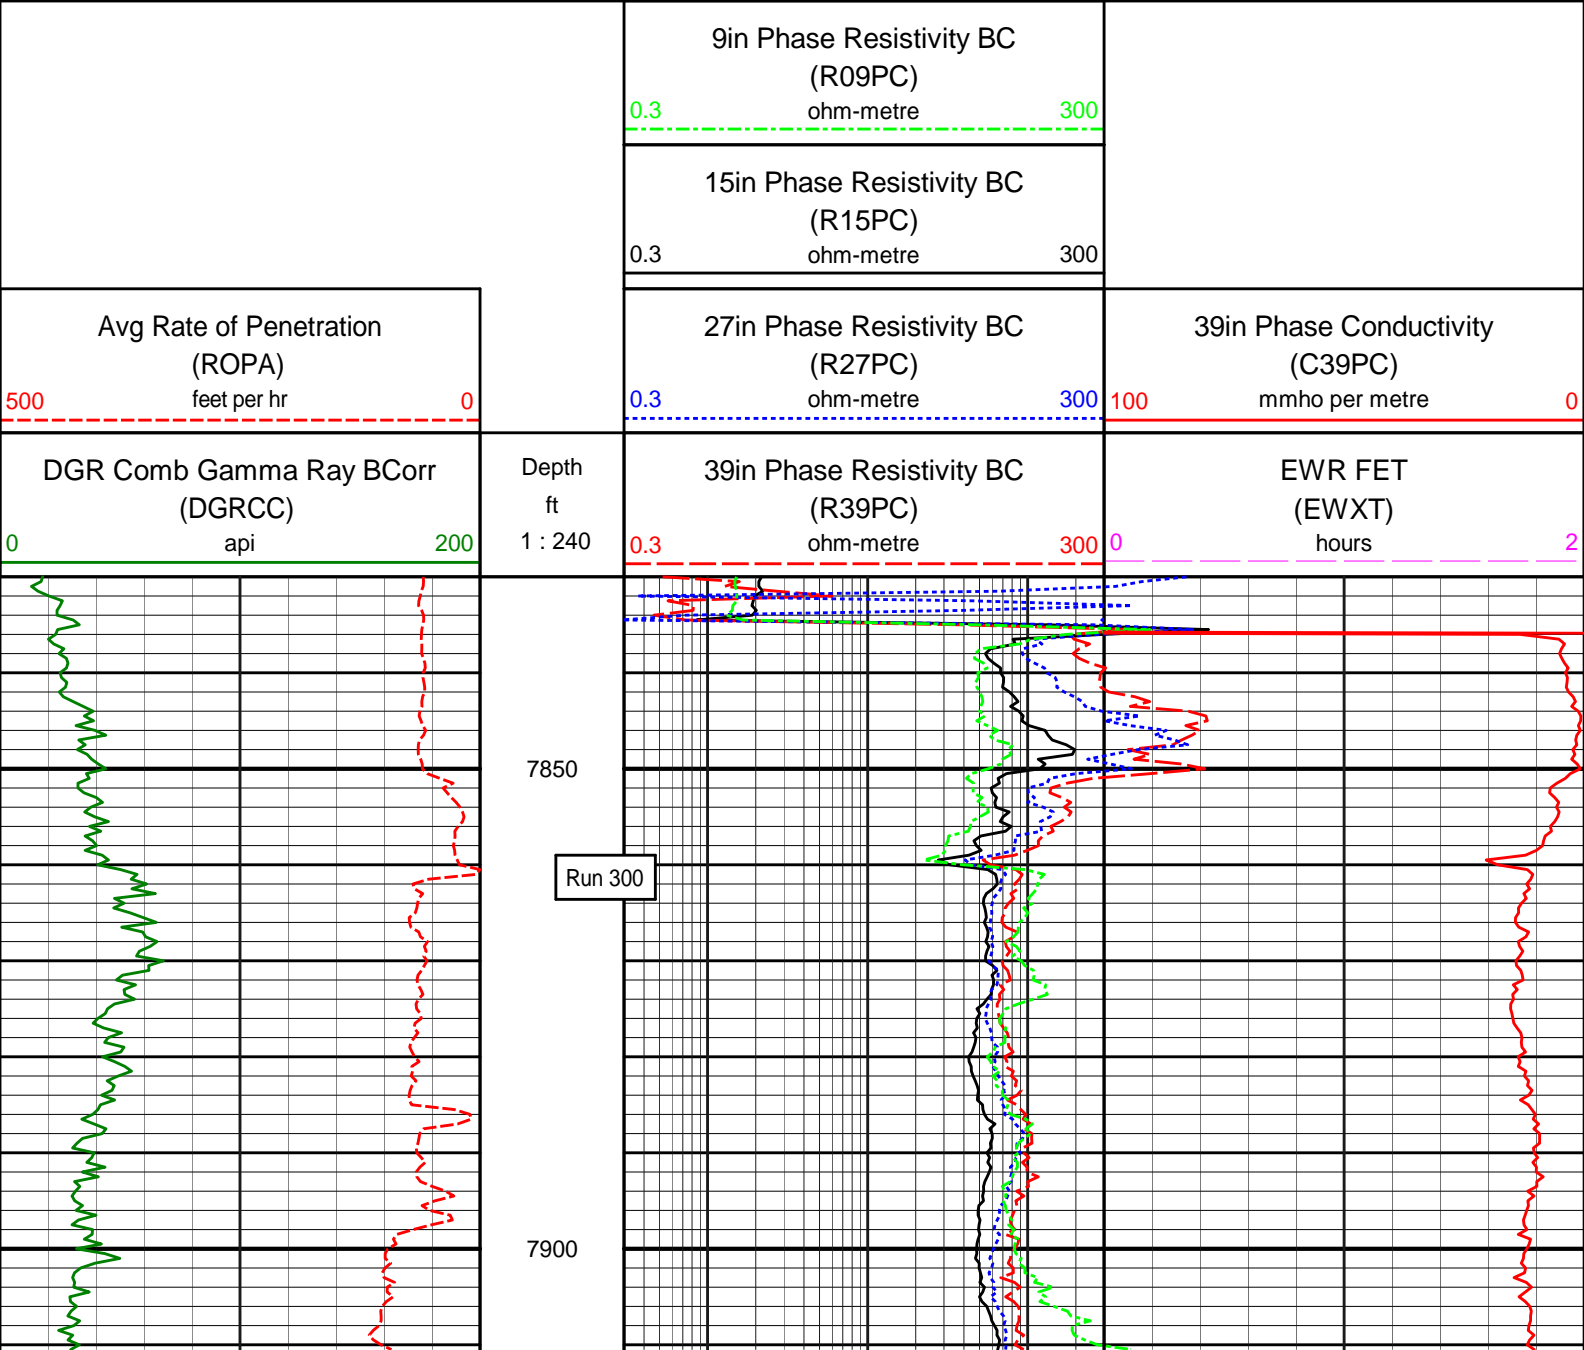 9in Phase Resistivity BC
(R09PC)
0.3 ohm-metre 300
15in Phase Resistivity BC
(R15PC)
0.3 ohm-metre 300
Avg Rate of Penetration
(ROPA)
500 feet per hr 0
27in Phase Resistivity BC
(R27PC)
0.3 ohm-metre 300
39in Phase Conductivity
(C39PC)
100 mmho per metre 0
DGR Comb Gamma Ray BCorr
(DGRCC)
0 api 200
Depth
ft
1 : 240
39in Phase Resistivity BC
(R39PC)
0.3 ohm-metre 300
EWR FET
(EWXT)
0 hours 2
7850
Run 300
7900